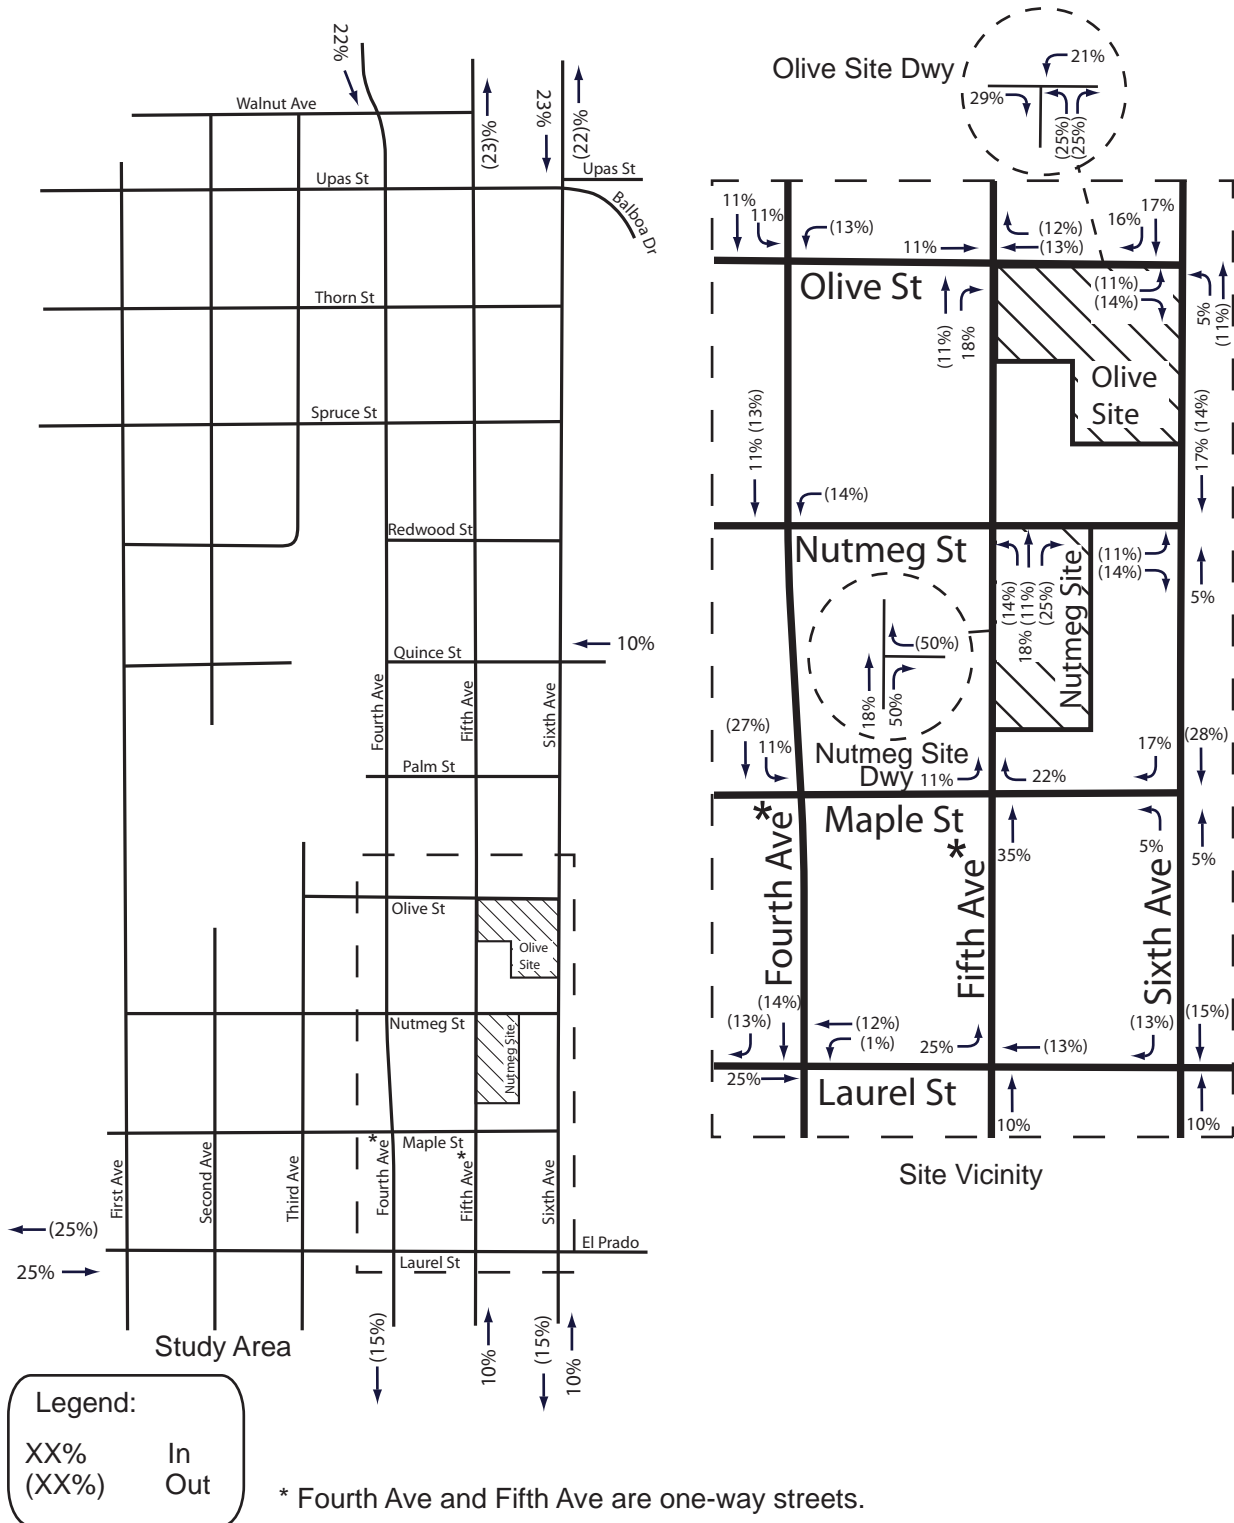 22%
(23)%
23%
(22)%
Walnut Ave
Upas St
Upas St
Balboa Dr
Thorn St
Spruce St
Redwood St
10%
Quince St
Fourth Ave
Fifth Ave
Sixth Ave
Palm St
Olive St
Olive
Site
Nutmeg St
Nutmeg Site
Maple St
First Ave
Second Ave
Third Ave
*
Fourth Ave
*
Fifth Ave
Sixth Ave
(25%)
25%
El Prado
Laurel St
(15%)
10%
(15%)
10%
Study Area
Olive Site Dwy
21%
29%
(25%)
(25%)
11%
11%
(13%)
11%
(12%)
(13%)
16%
17%
Olive St
(11%)
18%
(11%)
(14%)
5%
(11%)
Olive
Site
11% (13%)
17% (14%)
(14%)
Nutmeg St
(14%)
18% (11%)
(25%)
Nutmeg Site
(11%)
(14%)
5%
(50%)
18%
50%
(27%)
11%
Nutmeg Site
Dwy
11%
22%
17%
(28%)
*
Maple St
*
35%
5%
5%
Fourth Ave
Fifth Ave
Sixth Ave
(13%)
(14%)
(12%)
(1%)
25%
(13%)
(13%)
(15%)
25%
Laurel St
10%
10%
Site Vicinity
Legend:
XX% In
(XX%) Out
* Fourth Ave and Fifth Ave are one-way streets.